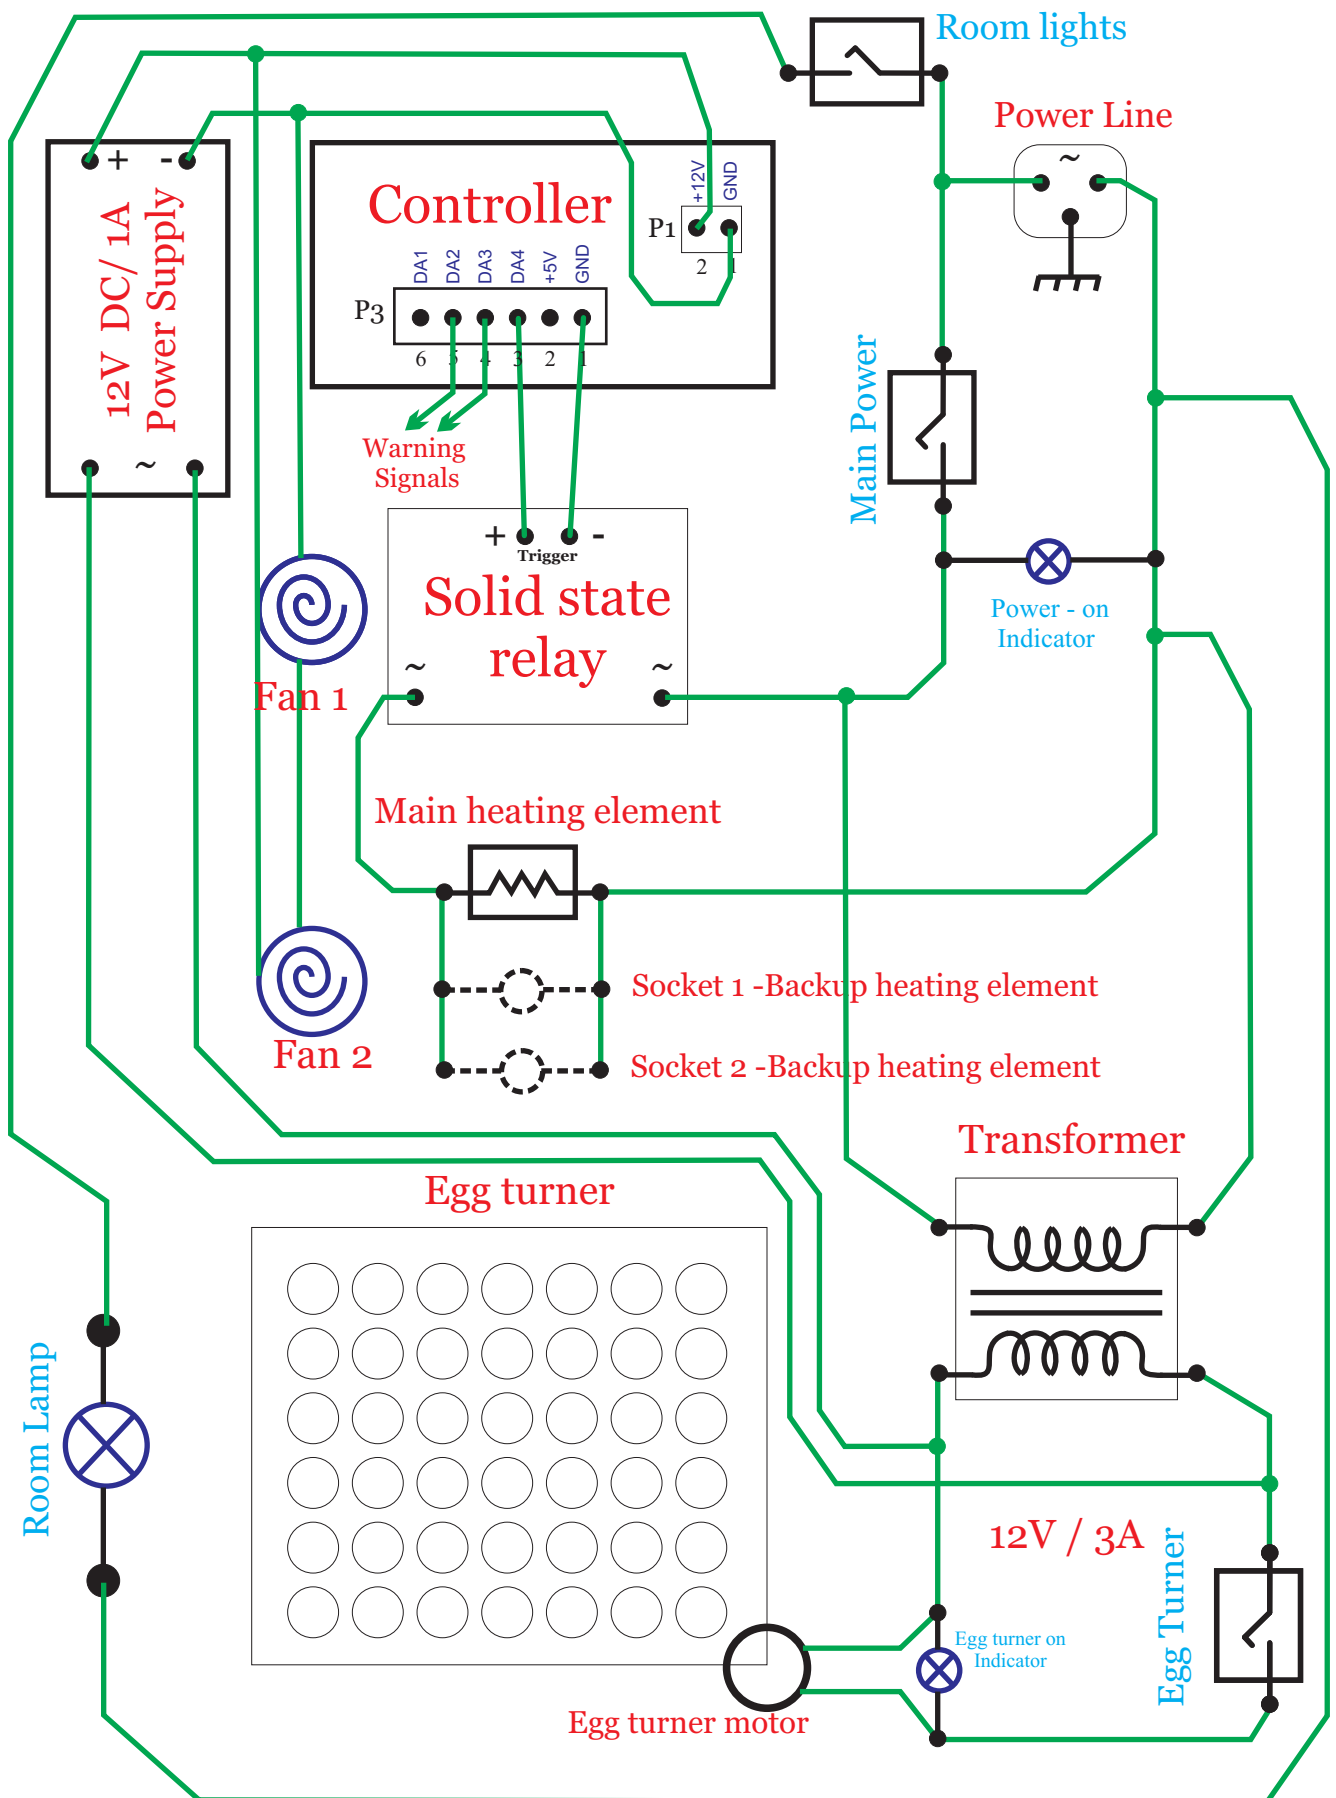 Room lights
Power Line
~
+ -
12V DC/ 1A
Power Supply
~
Controller
+12V
GND
P1
2 1
DA1
DA2
DA3
DA4
+5V
GND
P3
6 5 4 3 2 1
Warning
Signals
Main Power
+ -
Trigger
Solid state
relay
~ ~
Power - on
Indicator
Fan 1
Main heating element
Socket 1 -Backup heating element
Fan 2
Socket 2 -Backup heating element
Transformer
Egg turner
Room Lamp
12V / 3A
Egg Turner
Egg turner on
Indicator
Egg turner motor